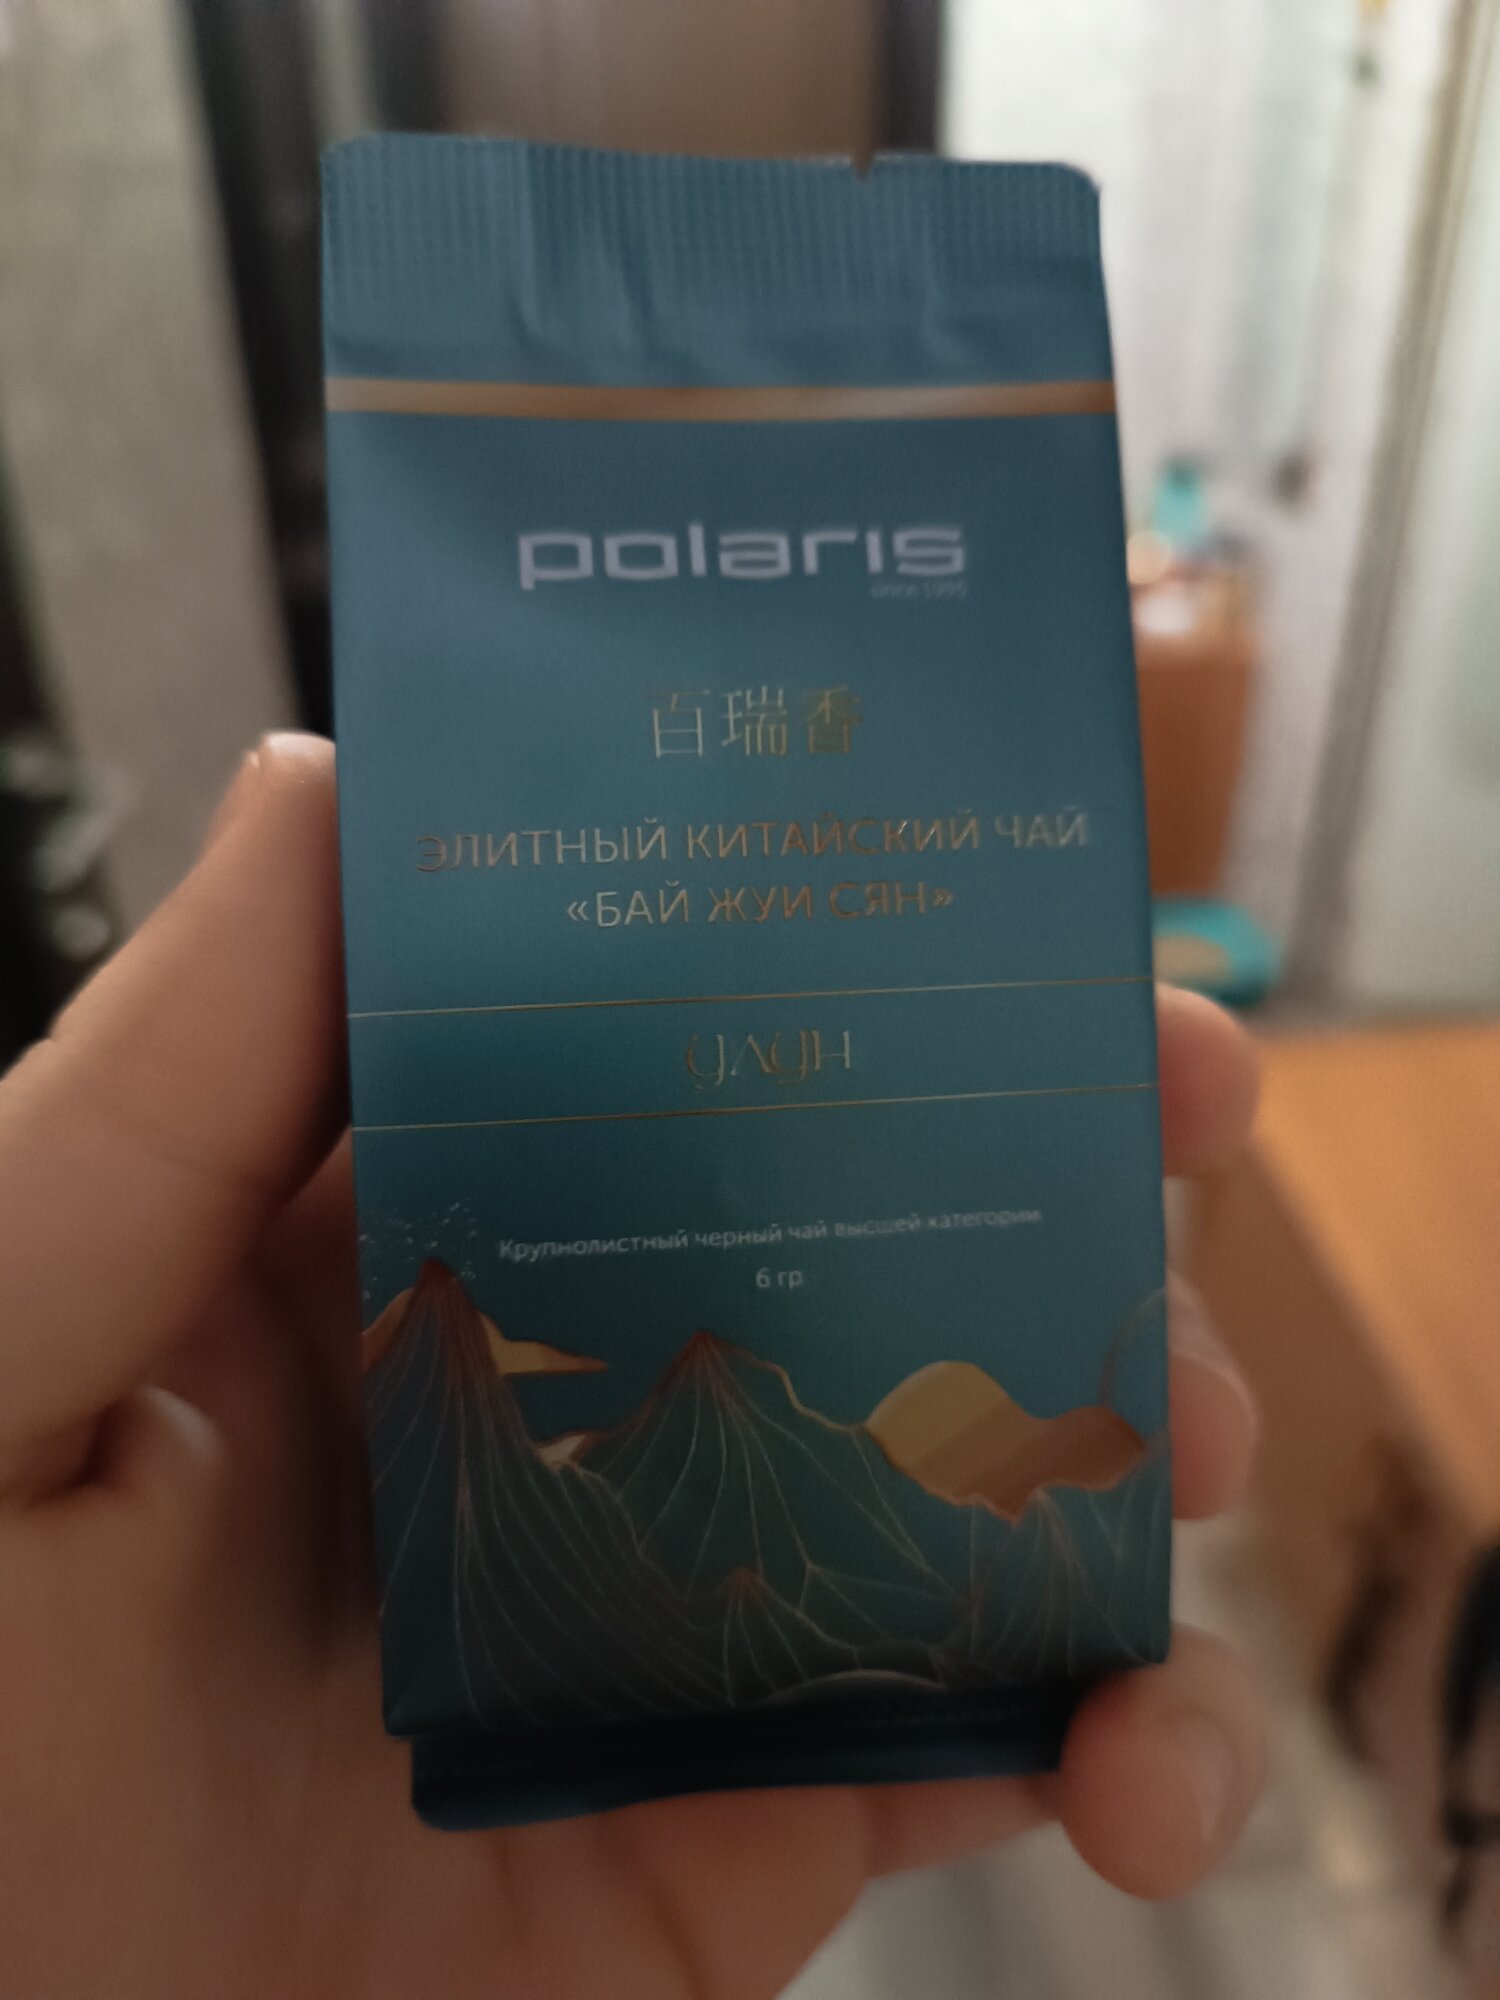 polaris
since 1995
百瑞香
ЭЛИТНЫЙ КИТАЙСКИЙ ЧАЙ
«БАЙ ЖУИ СЯН»
УЛУН
Крупнолистный черный чай высшей категории
6 гр